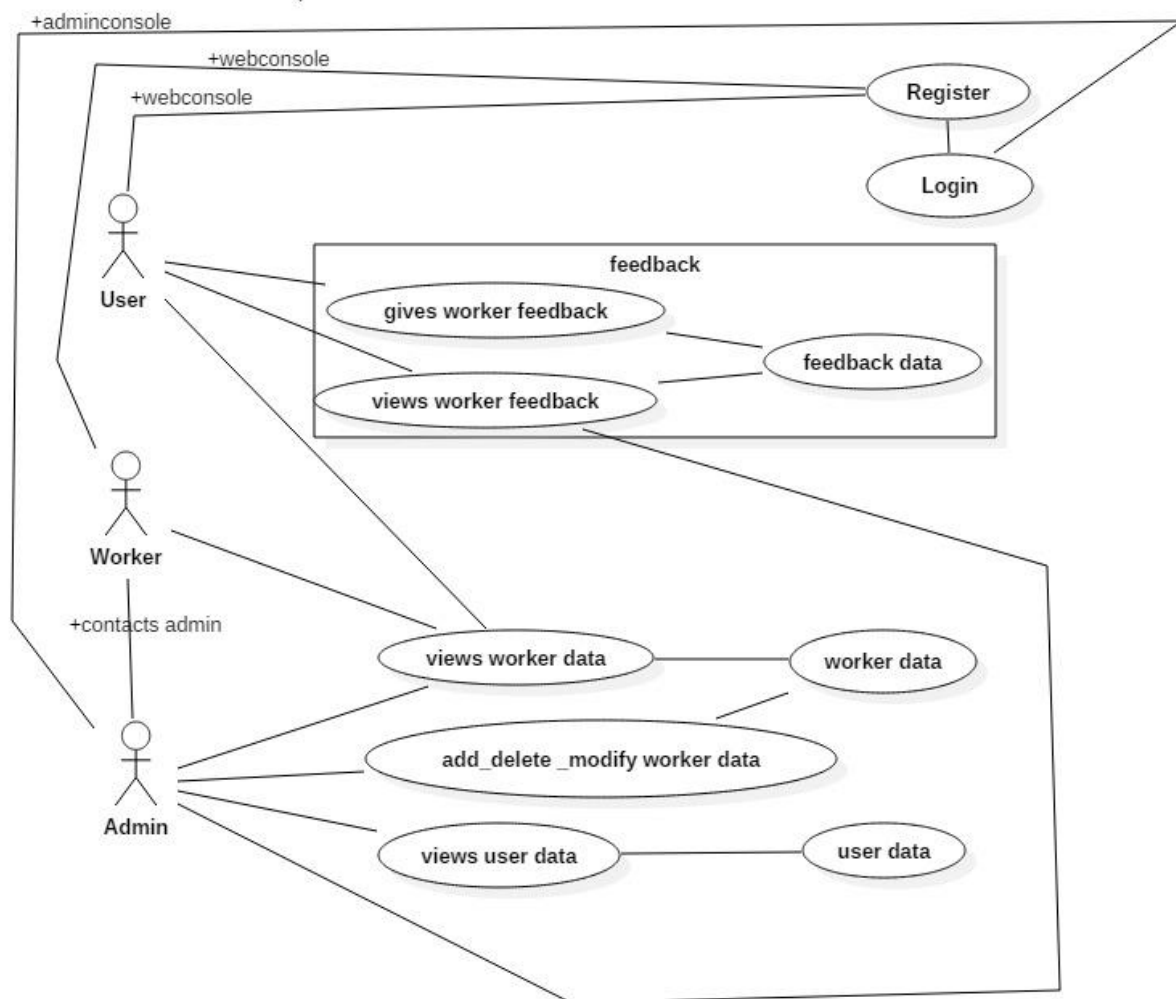 +adminconsole
+webconsole
+webconsole
Register
Login
User
feedback
gives worker feedback
feedback data
views worker feedback
Worker
+contacts admin
views worker data
worker data
add_delete _modify worker data
Admin
views user data
user data